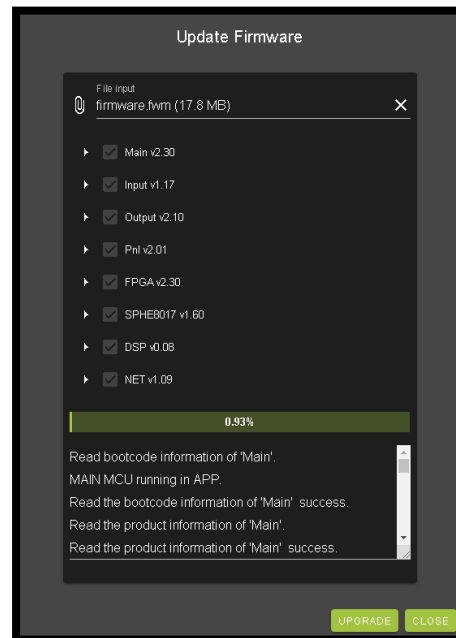 Update Firmware
File input
firmware.fwm (17.8 MB)
Main v2.30
Input v1.17
Output v2.10
Pnl v2.01
FPGA v2.30
SPHE8017 v1.60
DSP v0.08
NET v1.09
0.93%
Read bootcode information of 'Main'.
MAIN MCU running in APP.
Read the bootcode information of 'Main' success.
Read the product information of 'Main'.
Read the product information of 'Main' success.
UPGRADE CLOSE